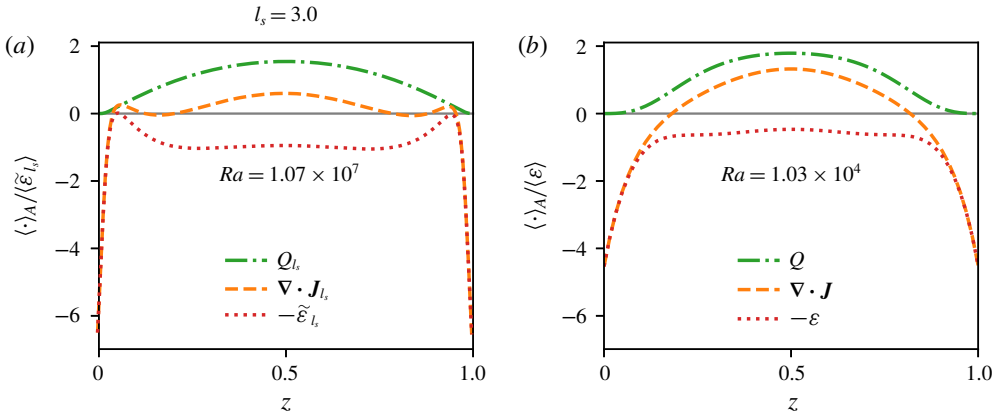 l_s = 3.0
(a)
2
0
−2
−4
−6
⟨·⟩_A/⟨ε̃_{l_s}⟩
Ra = 1.07 × 10^7
Q_{l_s}
∇ · J_{l_s}
−ε̃_{l_s}
0
0.5
1.0
z
(b)
2
0
−2
−4
−6
⟨·⟩_A/⟨ε⟩
Ra = 1.03 × 10^4
Q
∇ · J
−ε
0
0.5
1.0
z